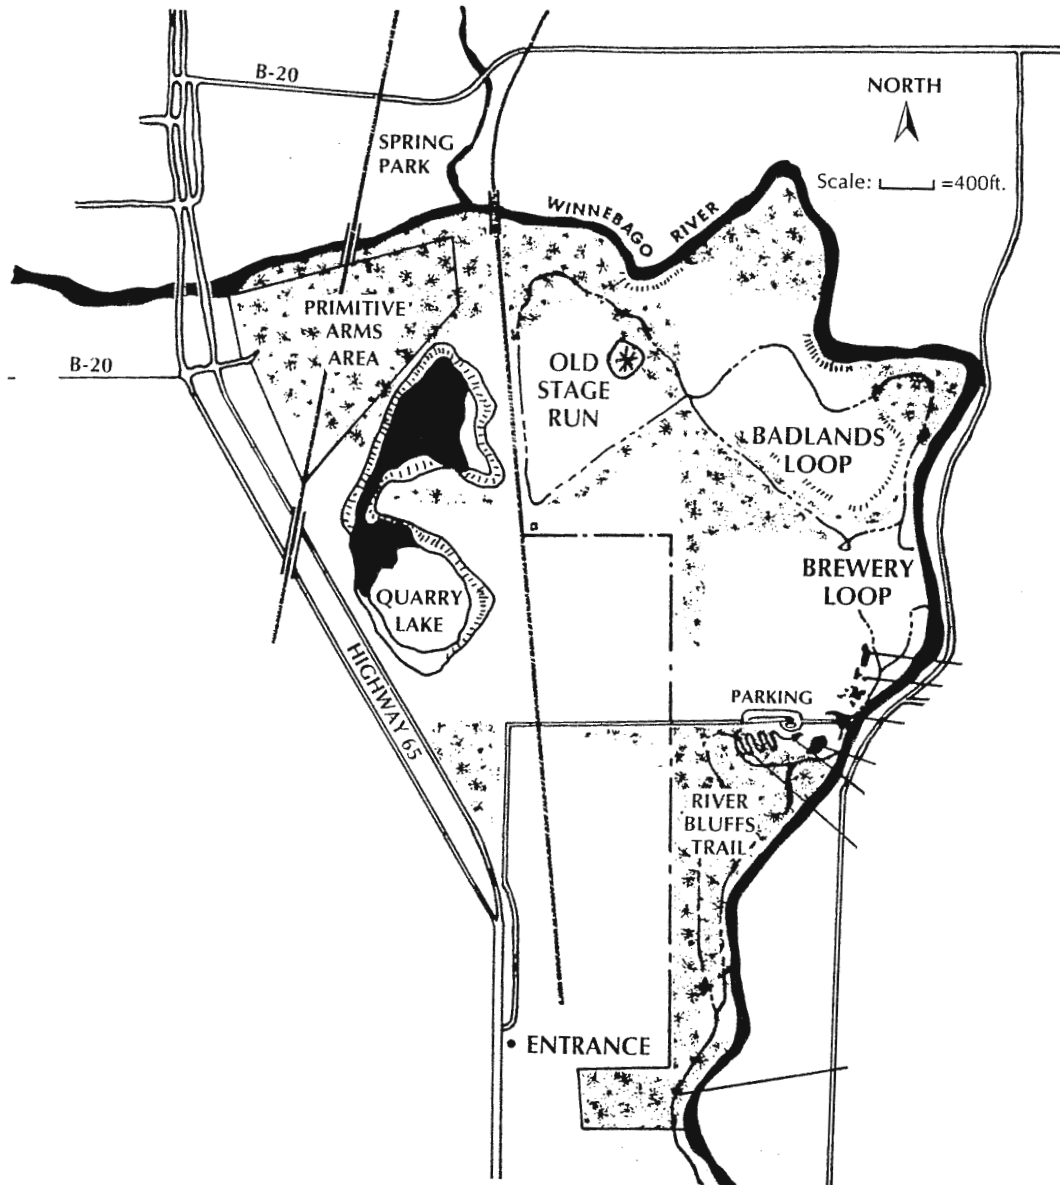 B-20
NORTH
SPRING
PARK
Scale: =400ft.
WINNEBAGO RIVER
PRIMITIVE
ARMS
AREA
B-20
OLD
STAGE
RUN
BADLANDS
LOOP
BREWERY
LOOP
QUARRY
LAKE
HIGHWAY 65
PARKING
RIVER
BLUFFS
TRAIL
ENTRANCE